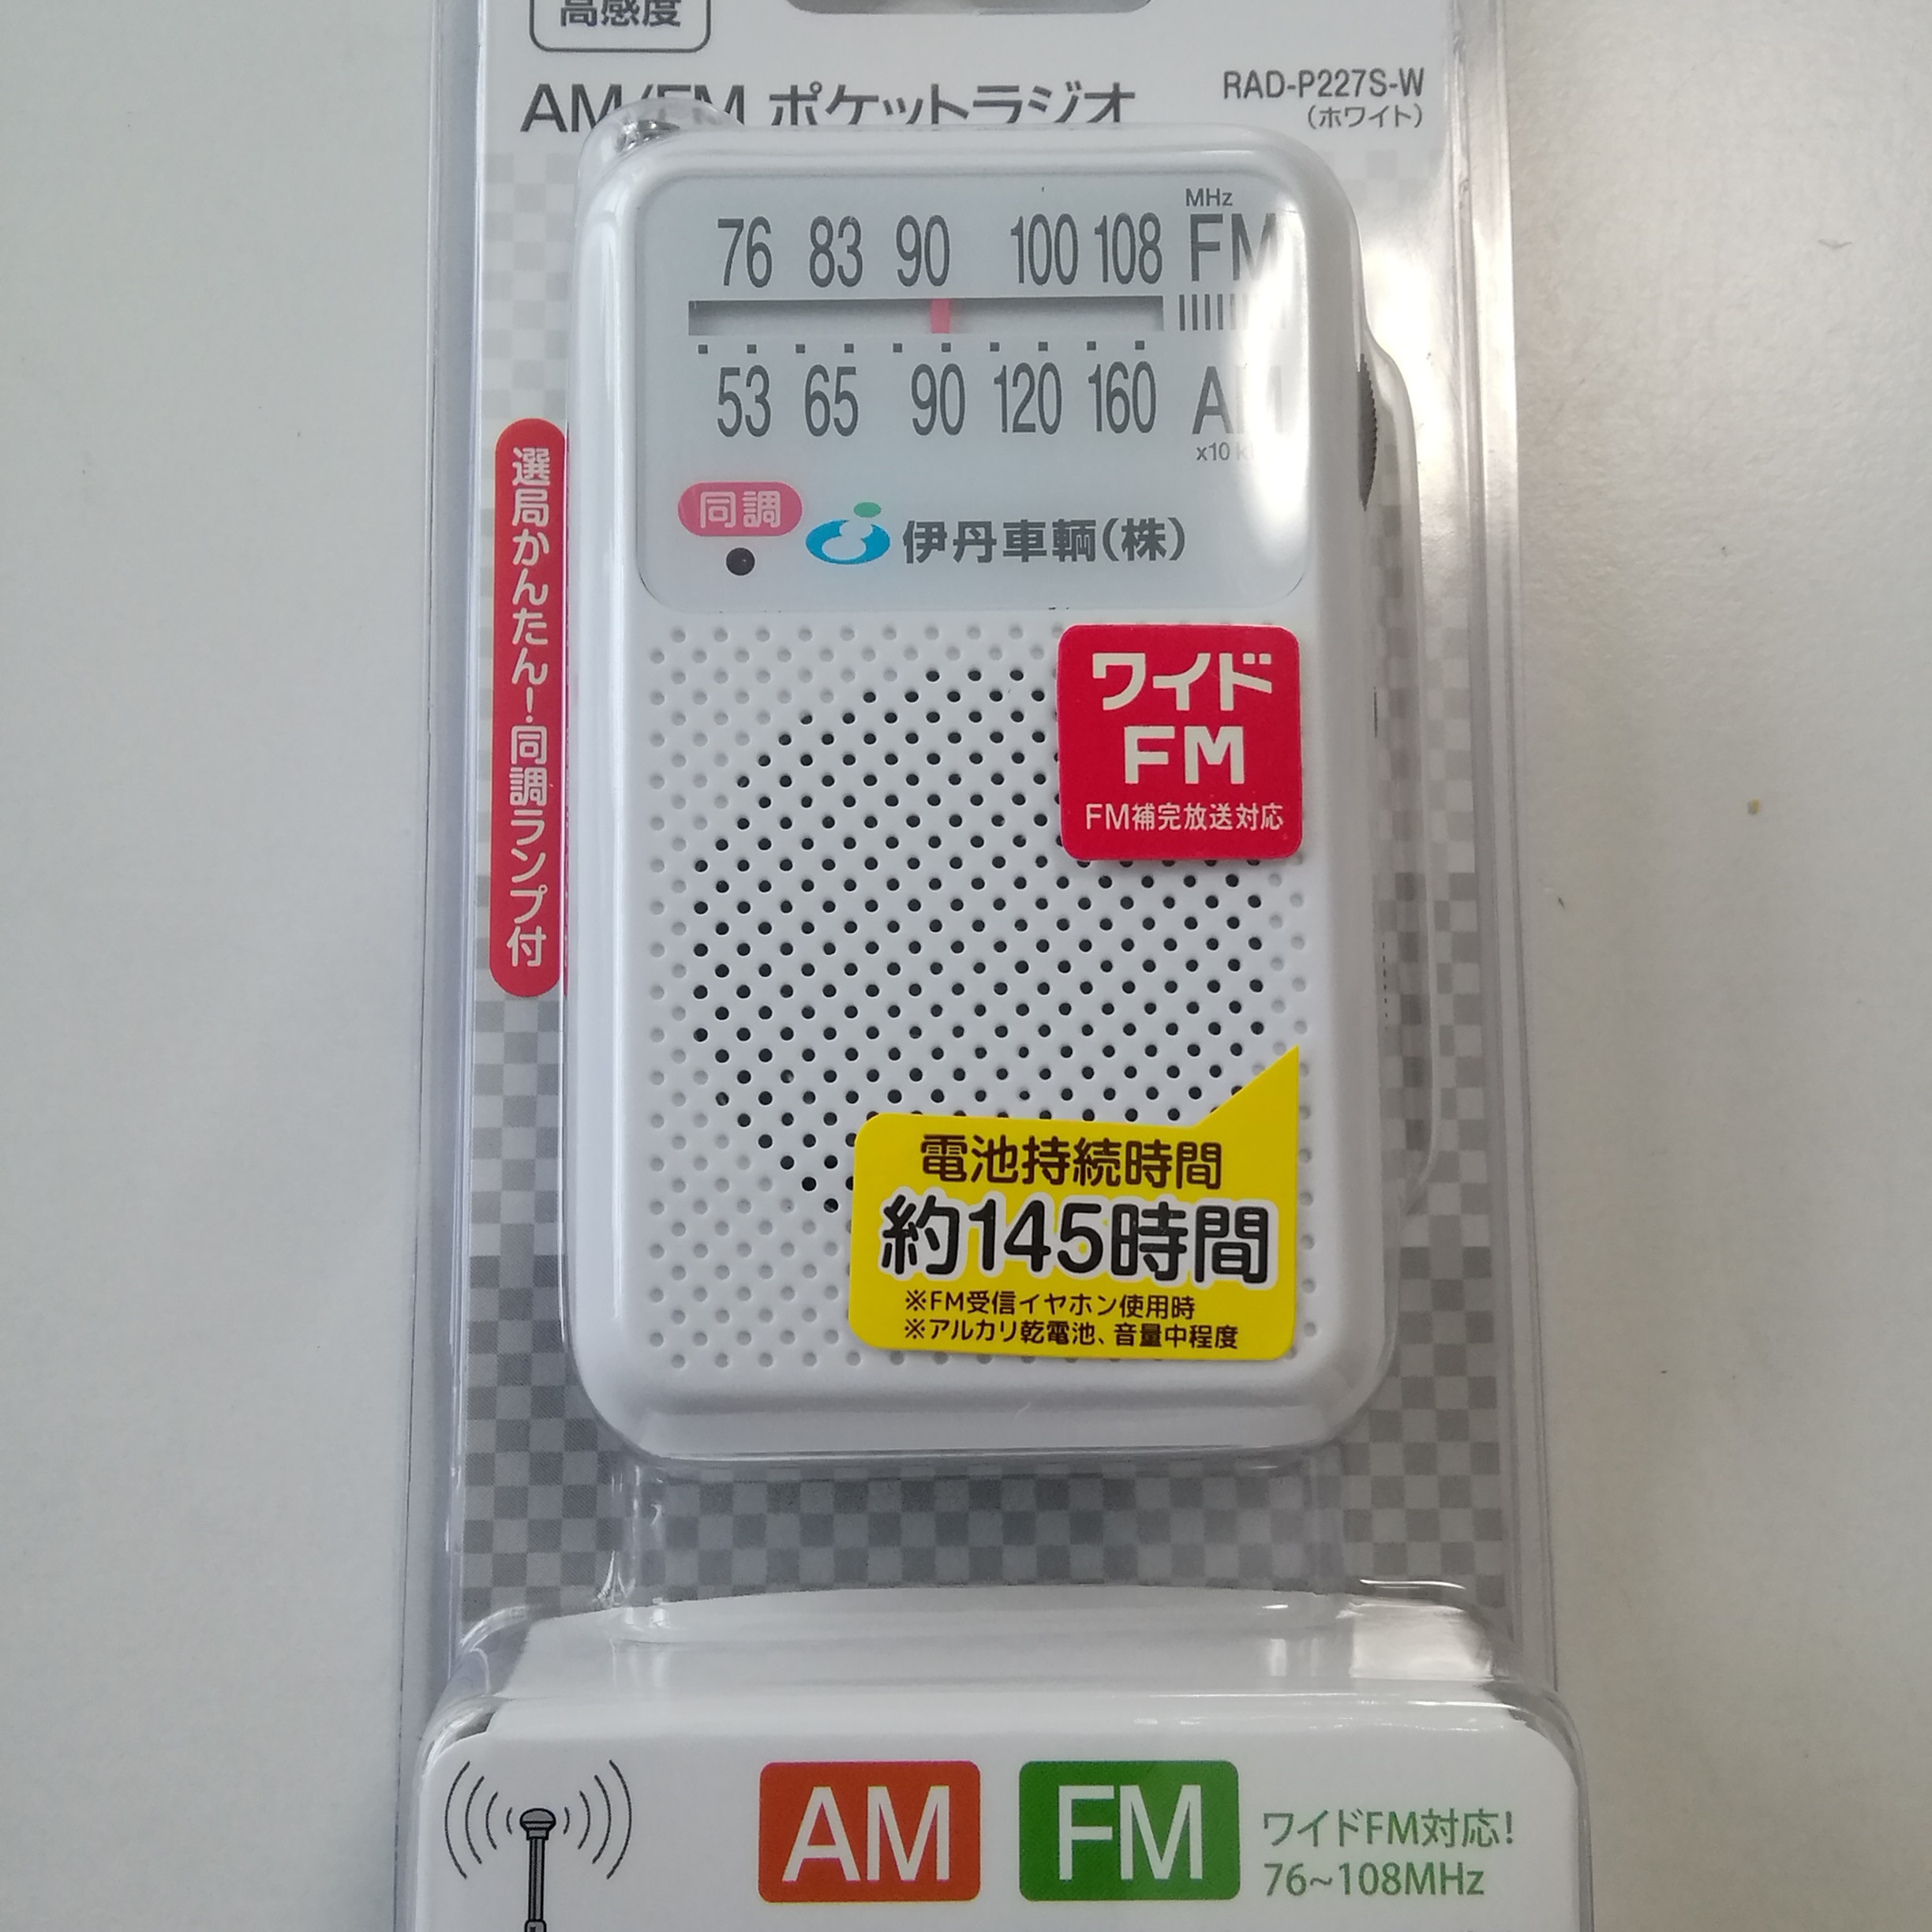 高感度
AM/FM ポケットラジオ
RAD-P227S-W
（ホワイト）
MHz
76 83 90 100 108 FM
53 65 90 120 160 AM
x10 k
同調
伊丹車輌(株)
選局かんたん!同調ランプ付
ワイド
FM
FM補完放送対応
電池持続時間
約145時間
※FM受信イヤホン使用時
※アルカリ乾電池、音量中程度
AM FM
ワイドFM対応!
76~108MHz